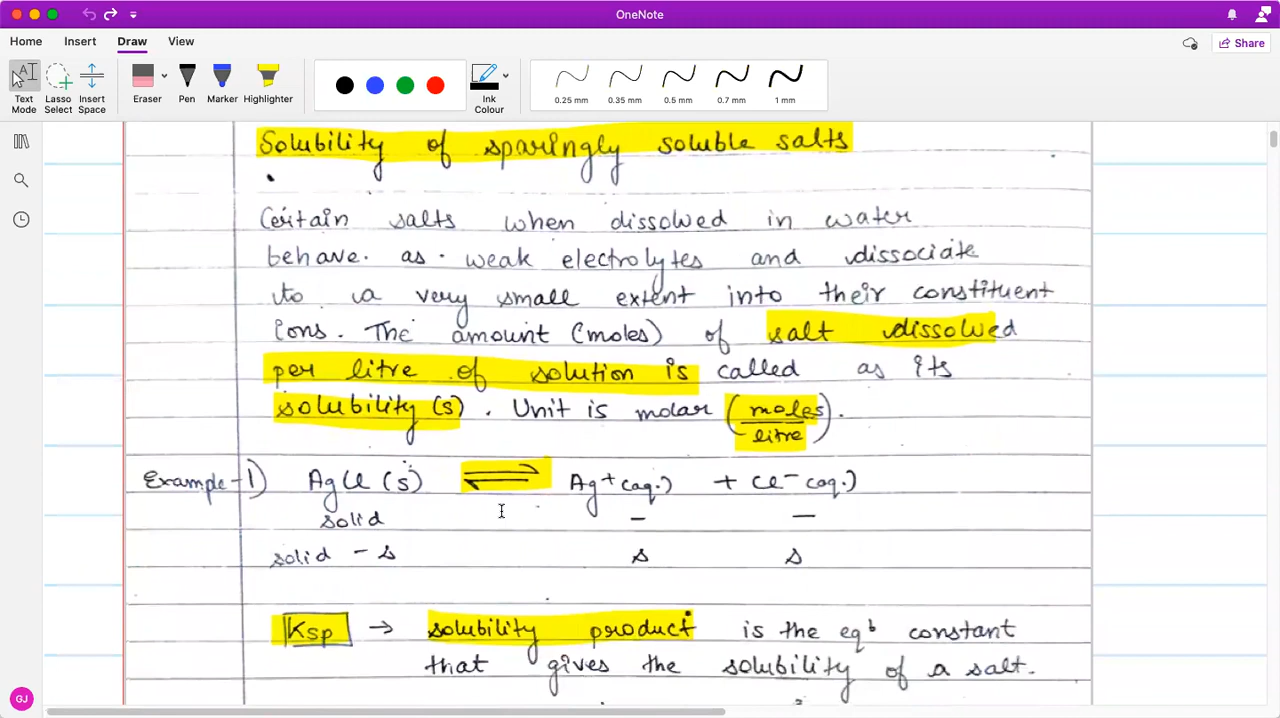 OneNote
Home Insert Draw View
Share
Text Mode
Lasso Select
Insert Space
Eraser
Pen
Marker
Highlighter
Ink Colour
0.25 mm
0.35 mm
0.5 mm
0.7 mm
1 mm
Solubility of sparingly soluble salts
Certain salts when dissolved in water
behave. as. weak electrolytes and dissociate
to a very small extent into their constituent
ions. The amount (moles) of salt dissolved
per litre of solution is called as its
solubility (s). Unit is molar (moles/litre).
Example-1) AgCl (s) ⇌ Ag+ (aq.) + Cl- (aq.)
solid - -
solid - s s s
Ksp → solubility product is the eqb constant
that gives the solubility of a salt.
GJ